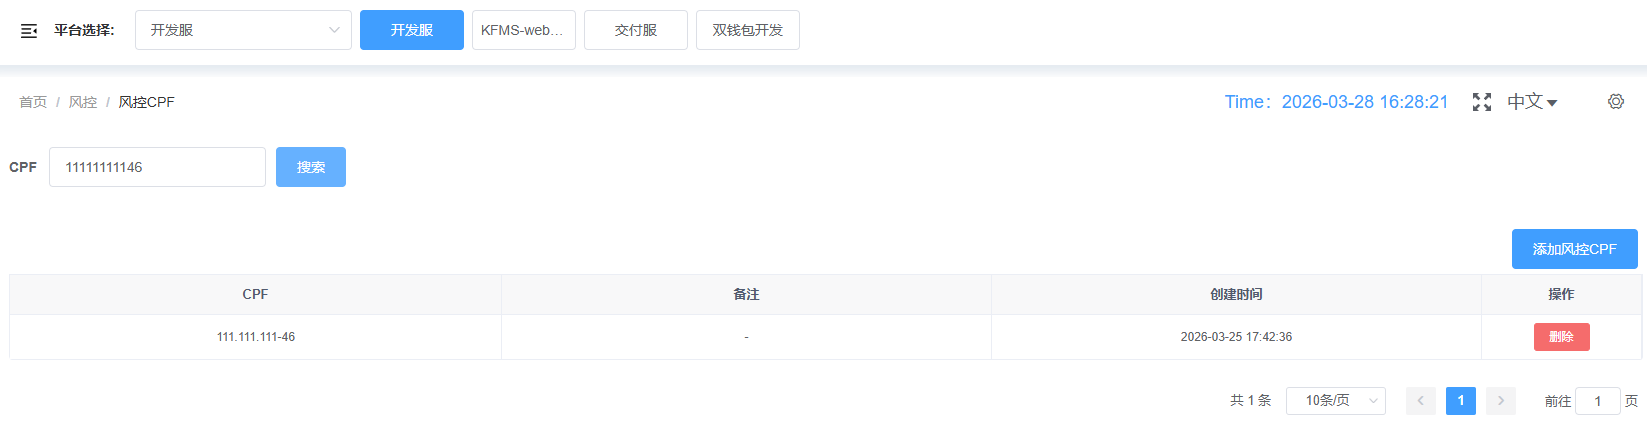 平台选择: 开发服 开发服 KFMS-web... 交付服 双钱包开发
首页 / 风控 / 风控CPF Time： 2026-03-28 16:28:21 中文
CPF 11111111146 搜索
添加风控CPF
CPF 备注 创建时间 操作
111.111.111-46 - 2026-03-25 17:42:36 删除
共 1 条 10条/页 < 1 > 前往 1 页